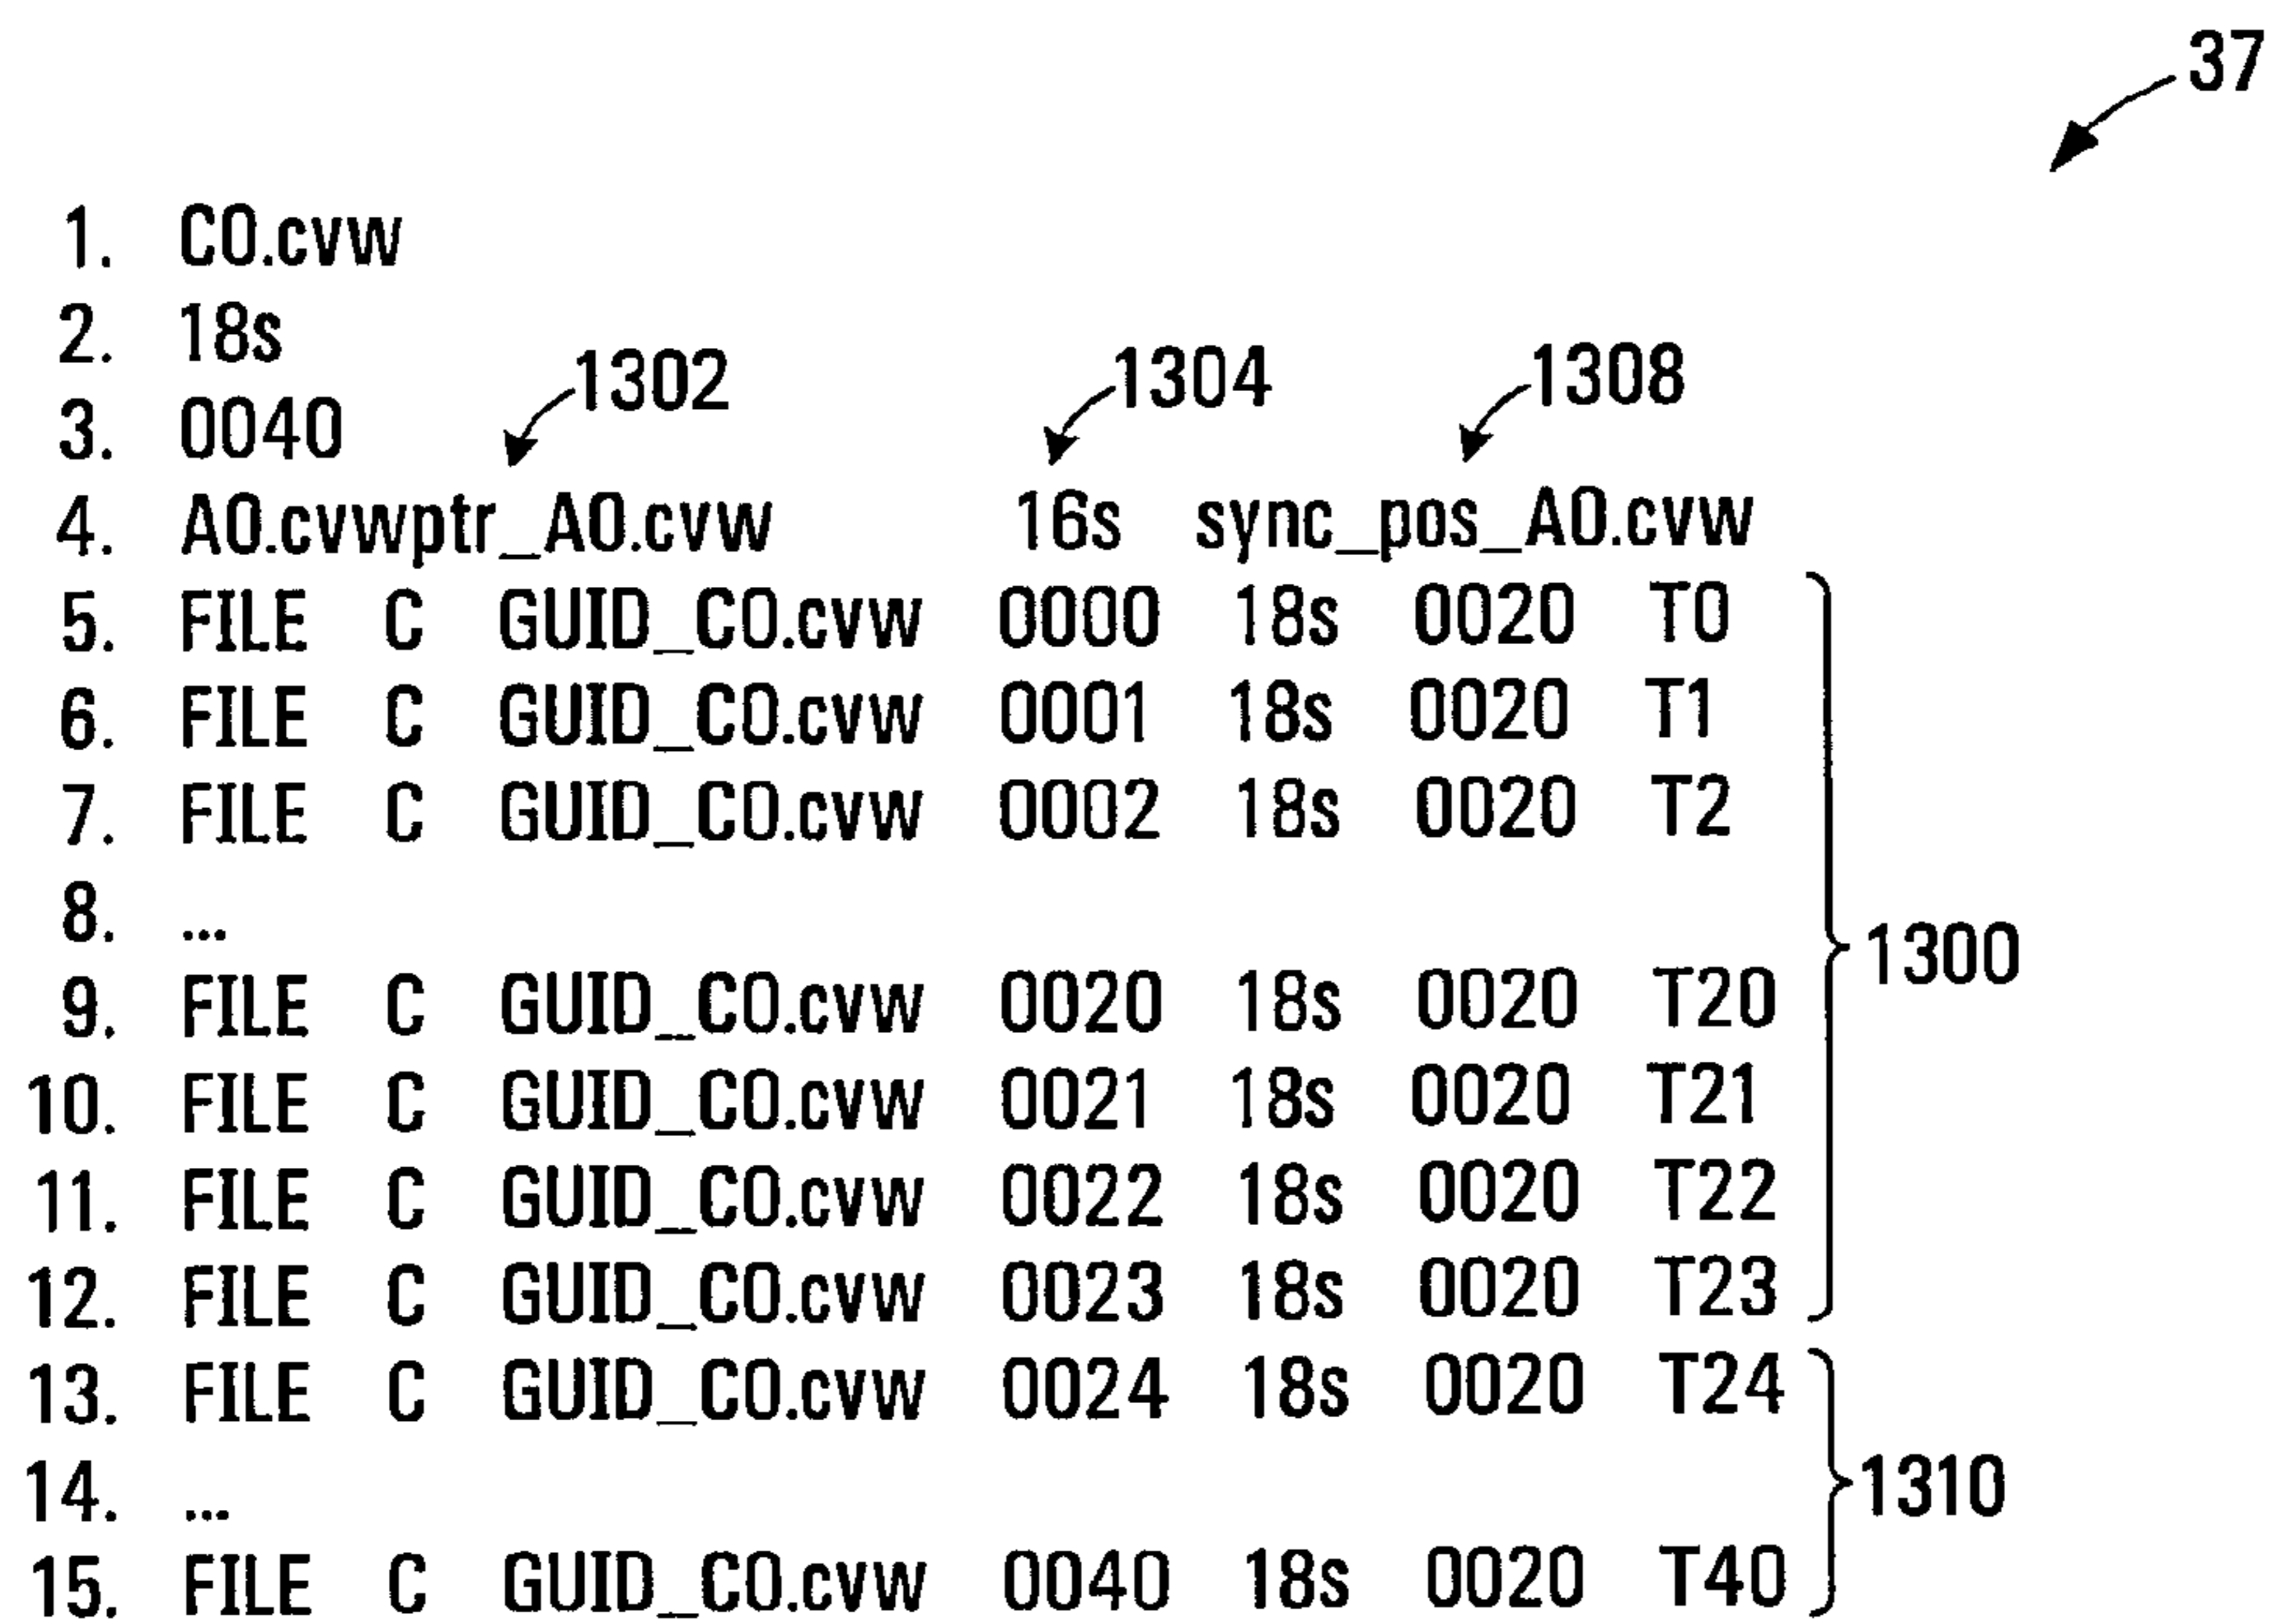 37
1. C0.cvw
2. 18s
1302 1304 1308
3. 0040
4. A0.cvwptr_A0.cvw 16s sync_pos_A0.cvw
5. FILE C GUID_C0.cvw 0000 18s 0020 T0
6. FILE C GUID_C0.cvw 0001 18s 0020 T1
7. FILE C GUID_C0.cvw 0002 18s 0020 T2
8. ...
1300
9. FILE C GUID_C0.cvw 0020 18s 0020 T20
10. FILE C GUID_C0.cvw 0021 18s 0020 T21
11. FILE C GUID_C0.cvw 0022 18s 0020 T22
12. FILE C GUID_C0.cvw 0023 18s 0020 T23
13. FILE C GUID_C0.cvw 0024 18s 0020 T24
14. ...
1310
15. FILE C GUID_C0.cvw 0040 18s 0020 T40